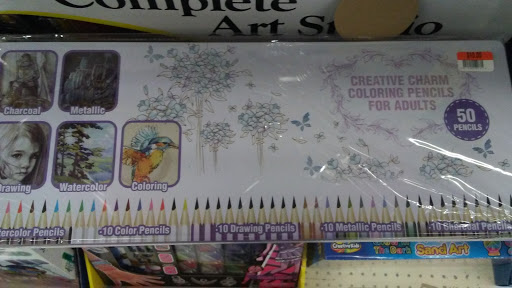 Complete
Art Studio
Charcoal
Metallic
Drawing
Watercolor
Coloring
CREATIVE CHARM
COLORING PENCILS
FOR ADULTS
50
PENCILS
-10 Color Pencils
-10 Drawing Pencils
-10 Metallic Pencils
Sand Art